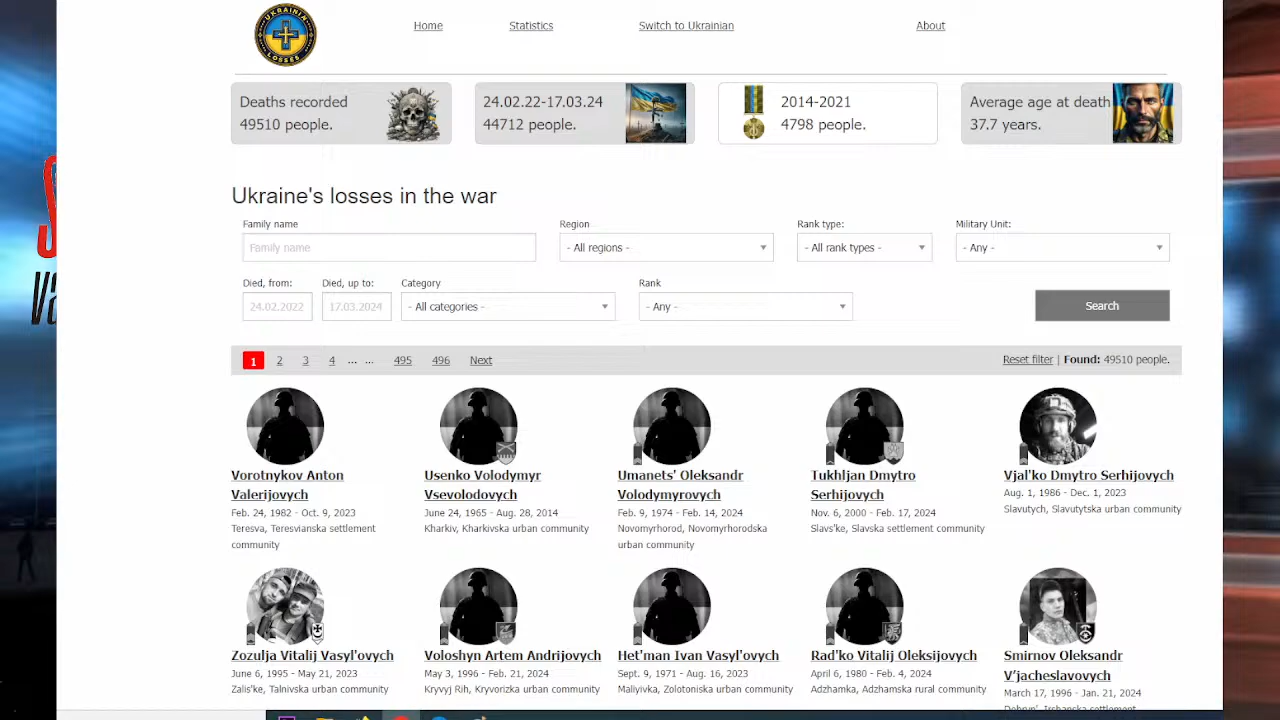 UKRAINIAN
LOSSES
Home
Statistics
Switch to Ukrainian
About
Deaths recorded
49510 people.
24.02.22-17.03.24
44712 people.
2014-2021
4798 people.
Average age at death
37.7 years.
Ukraine's losses in the war
Family name
Region
Rank type:
Military Unit:
Family name
- All regions -
- All rank types -
- Any -
Died, from:
Died, up to:
Category
Rank
24.02.2022
17.03.2024
- All categories -
- Any -
Search
1 2 3 4 ... ... 495 496 Next
Reset filter | Found: 49510 people.
Vorotnykov Anton
Valerijovych
Feb. 24, 1982 - Oct. 9, 2023
Teresva, Teresvianska settlement
community
Usenko Volodymyr
Vsevolodovych
June 24, 1965 - Aug. 28, 2014
Kharkiv, Kharkivska urban community
Umanets' Oleksandr
Volodymyrovych
Feb. 9, 1974 - Feb. 14, 2024
Novomyrhorod, Novomyrhorodska
urban community
Tukhljan Dmytro
Serhijovych
Nov. 6, 2000 - Feb. 17, 2024
Slavs'ke, Slavska settlement community
Vjal'ko Dmytro Serhijovych
Aug. 1, 1986 - Dec. 1, 2023
Slavutych, Slavutytska urban community
Zozulja Vitalij Vasyl'ovych
June 6, 1995 - May 21, 2023
Zalis'ke, Talnivska urban community
Voloshyn Artem Andrijovych
May 3, 1996 - Feb. 21, 2024
Kryvyj Rih, Kryvorizka urban community
Het'man Ivan Vasyl'ovych
Sept. 9, 1971 - Aug. 16, 2023
Maliyivka, Zolotoniska urban community
Rad'ko Vitalij Oleksijovych
April 6, 1980 - Feb. 4, 2024
Adzhamka, Adzhamska rural community
Smirnov Oleksandr
V'jacheslavovych
March 17, 1996 - Jan. 21, 2024
Dobryn', Irshanska settlement